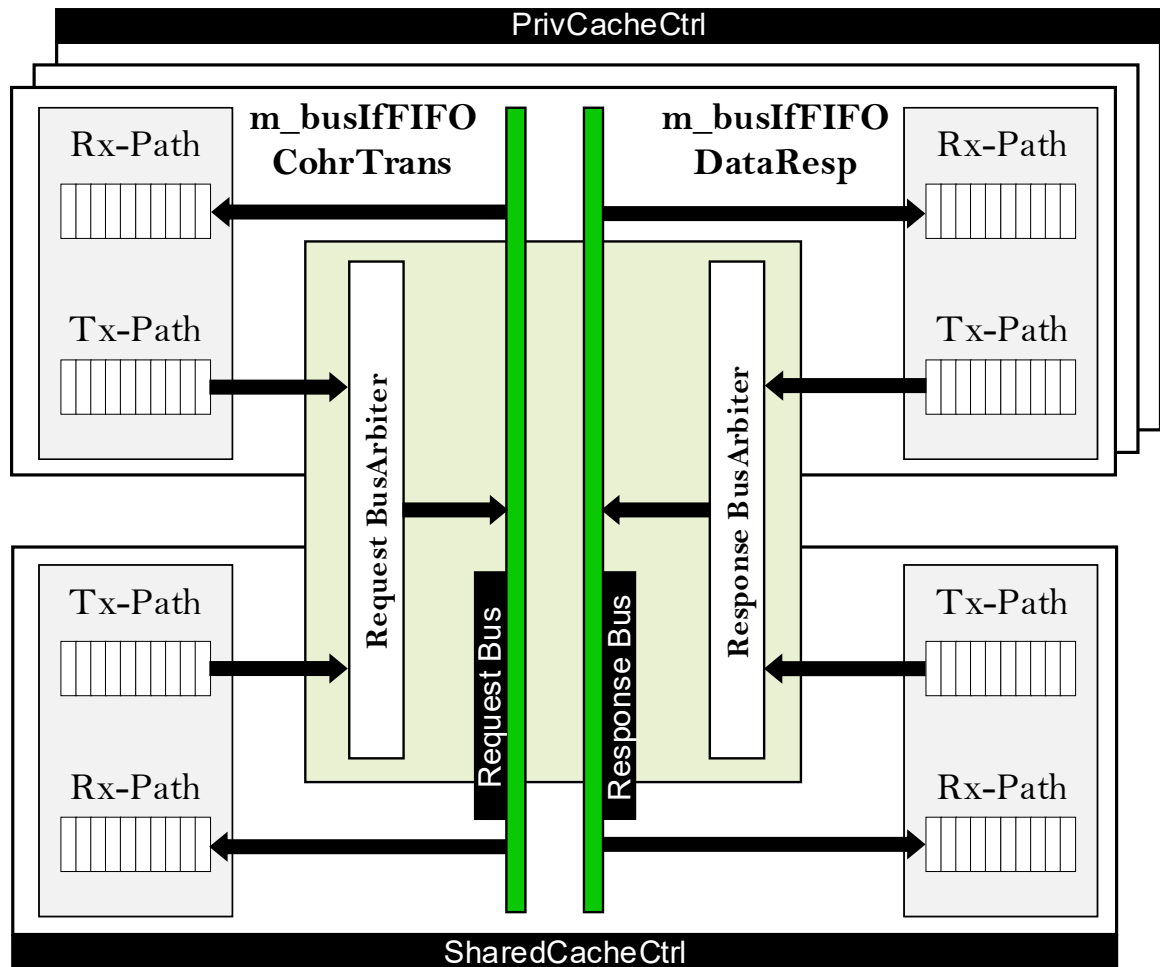 PrivCacheCtrl
m_busIfFIFO
CohrTrans
m_busIfFIFO
DataResp
Rx-Path
Rx-Path
Tx-Path
Tx-Path
Request BusArbiter
Response BusArbiter
Request Bus
Response Bus
Tx-Path
Tx-Path
Rx-Path
Rx-Path
SharedCacheCtrl